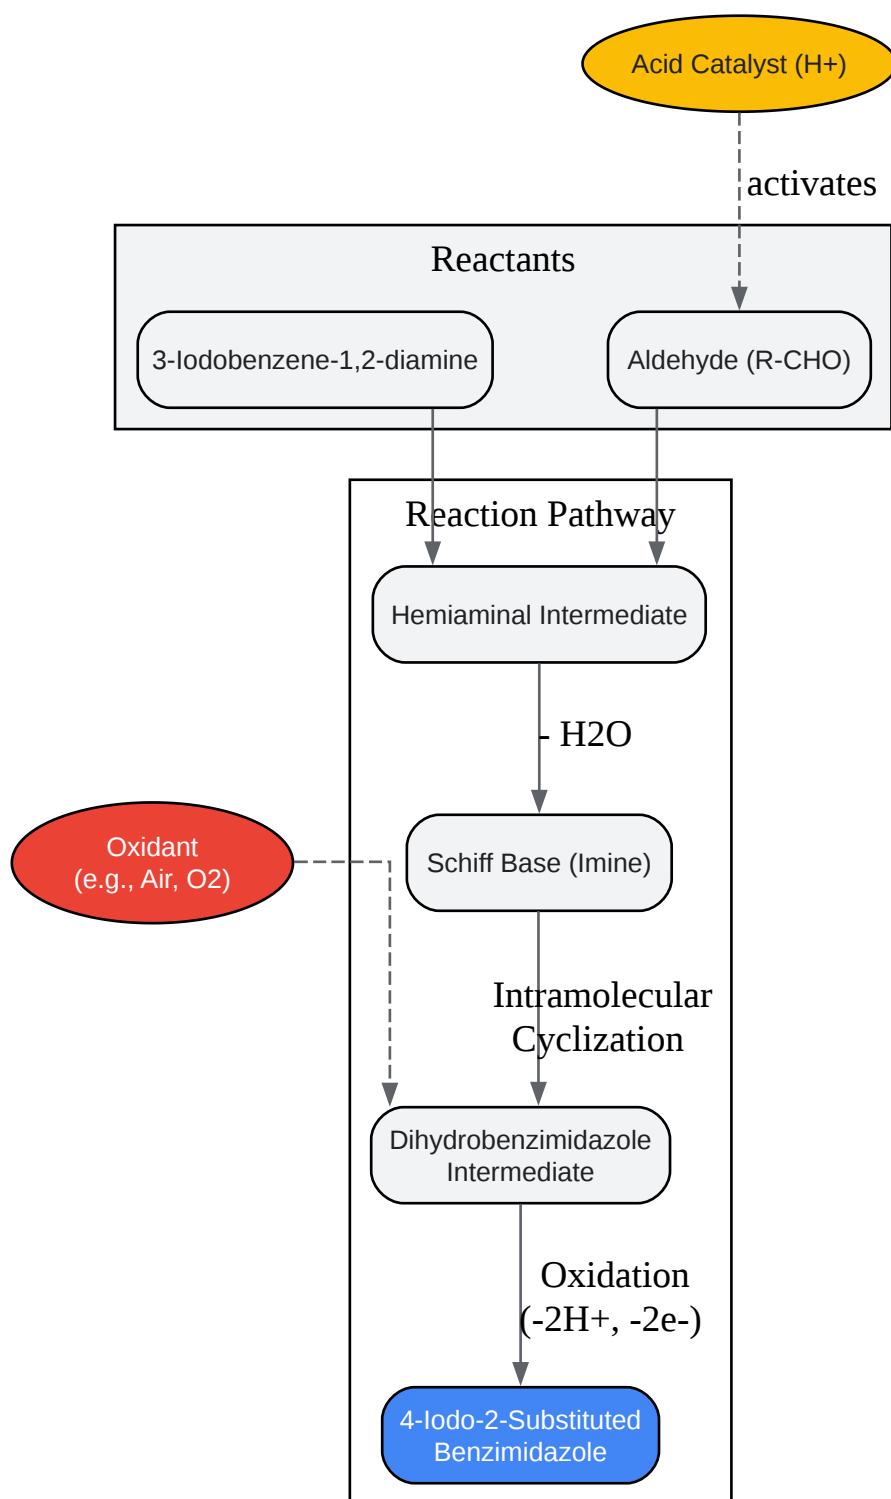 Acid Catalyst (H+)
activates
Reactants
3-Iodobenzene-1,2-diamine
Aldehyde (R-CHO)
Reaction Pathway
Hemiaminal Intermediate
- H2O
Oxidant
(e.g., Air, O2)
Schiff Base (Imine)
Intramolecular
Cyclization
Dihydrobenzimidazole
Intermediate
Oxidation
(-2H+, -2e-)
4-Iodo-2-Substituted
Benzimidazole